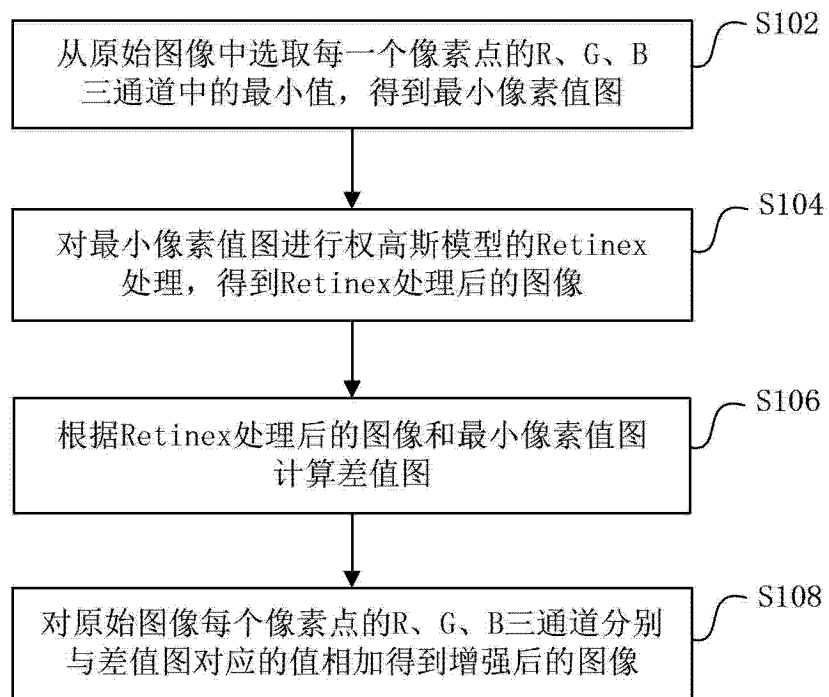 S102
从原始图像中选取每一个像素点的R、G、B
三通道中的最小值，得到最小像素值图
S104
对最小像素值图进行权高斯模型的Retinex
处理，得到Retinex处理后的图像
S106
根据Retinex处理后的图像和最小像素值图
计算差值图
S108
对原始图像每个像素点的R、G、B三通道分别
与差值图对应的值相加得到增强后的图像